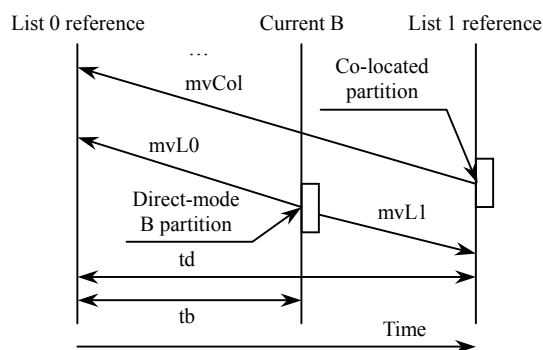 List 0 reference
Current B
List 1 reference
...
mvCol
Co-located
partition
mvL0
Direct-mode
B partition
mvL1
td
tb
Time